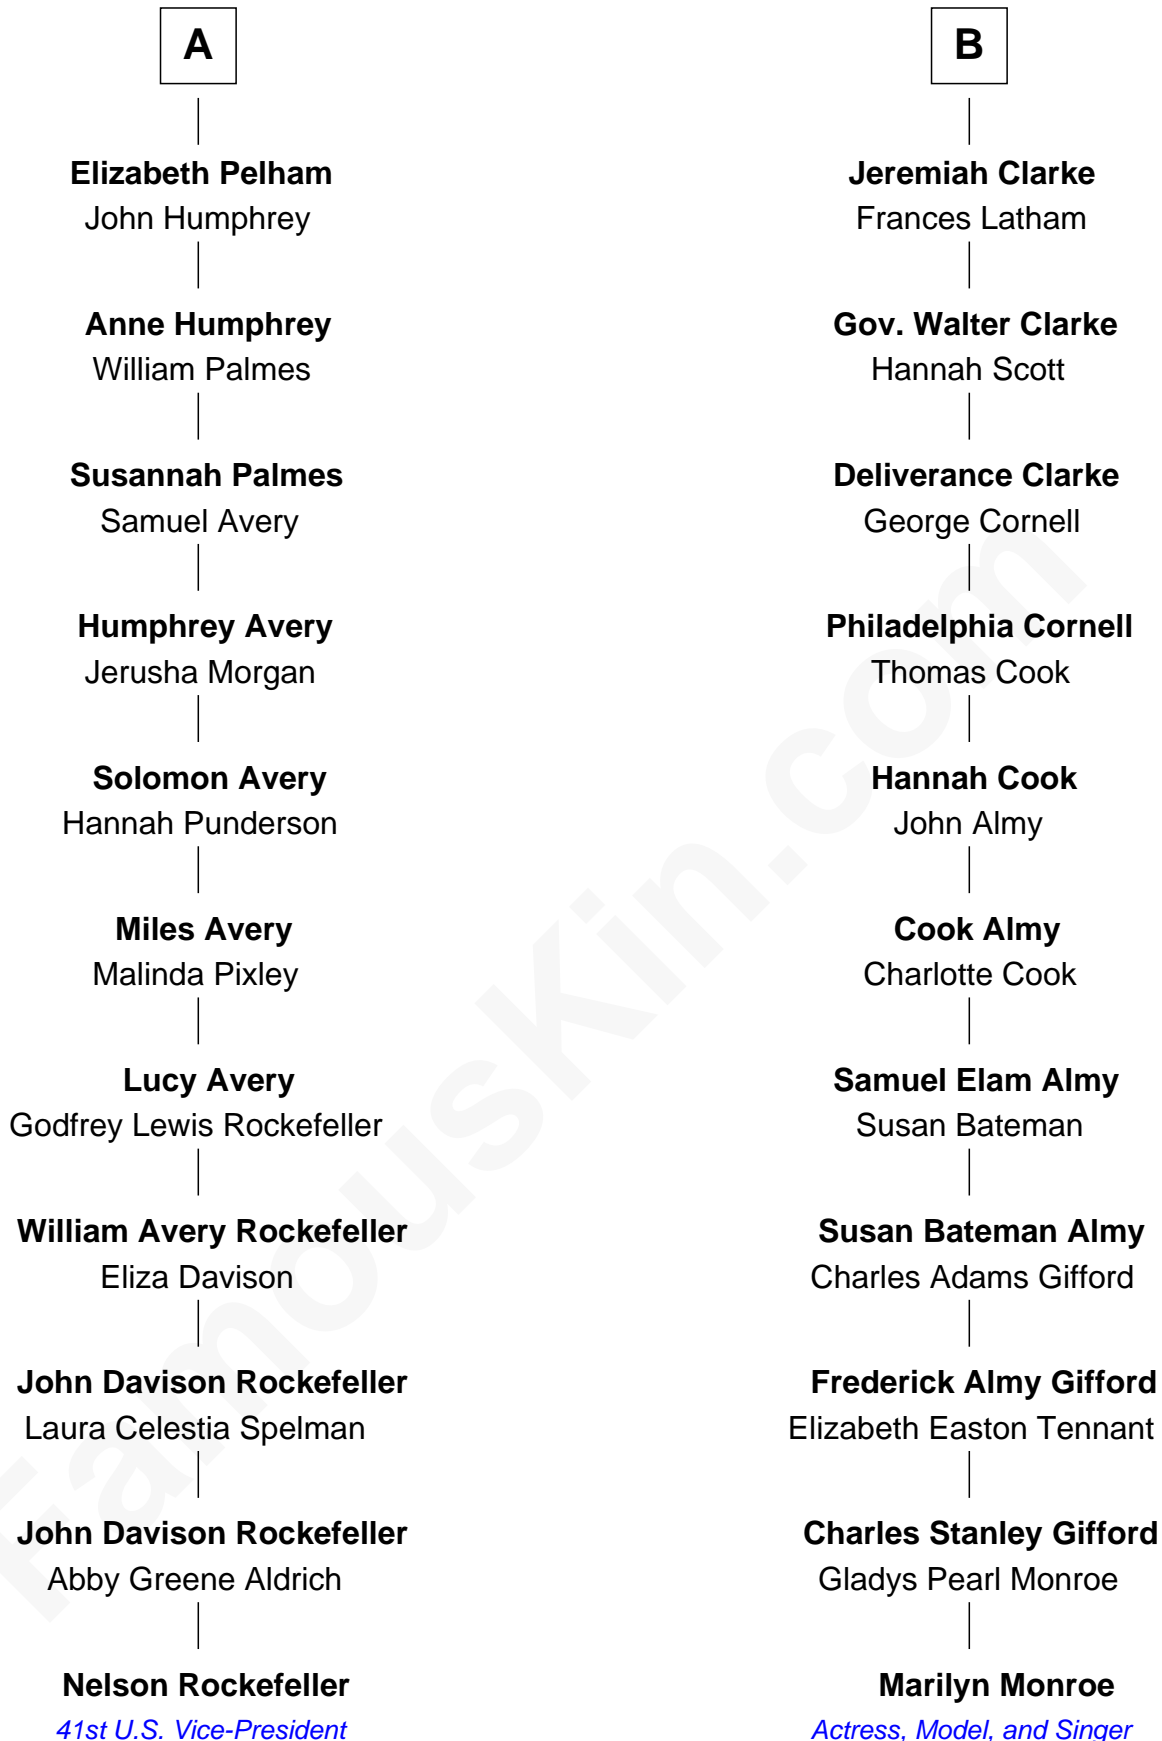 A
Elizabeth Pelham
John Humphrey
Anne Humphrey
William Palmes
Susannah Palmes
Samuel Avery
Humphrey Avery
Jerusha Morgan
Solomon Avery
Hannah Punderson
Miles Avery
Malinda Pixley
Lucy Avery
Godfrey Lewis Rockefeller
William Avery Rockefeller
Eliza Davison
John Davison Rockefeller
Laura Celestia Spelman
John Davison Rockefeller
Abby Greene Aldrich
Nelson Rockefeller
41st U.S. Vice-President
B
Jeremiah Clarke
Frances Latham
Gov. Walter Clarke
Hannah Scott
Deliverance Clarke
George Cornell
Philadelphia Cornell
Thomas Cook
Hannah Cook
John Almy
Cook Almy
Charlotte Cook
Samuel Elam Almy
Susan Bateman
Susan Bateman Almy
Charles Adams Gifford
Frederick Almy Gifford
Elizabeth Easton Tennant
Charles Stanley Gifford
Gladys Pearl Monroe
Marilyn Monroe
Actress, Model, and Singer
FamousKin.com